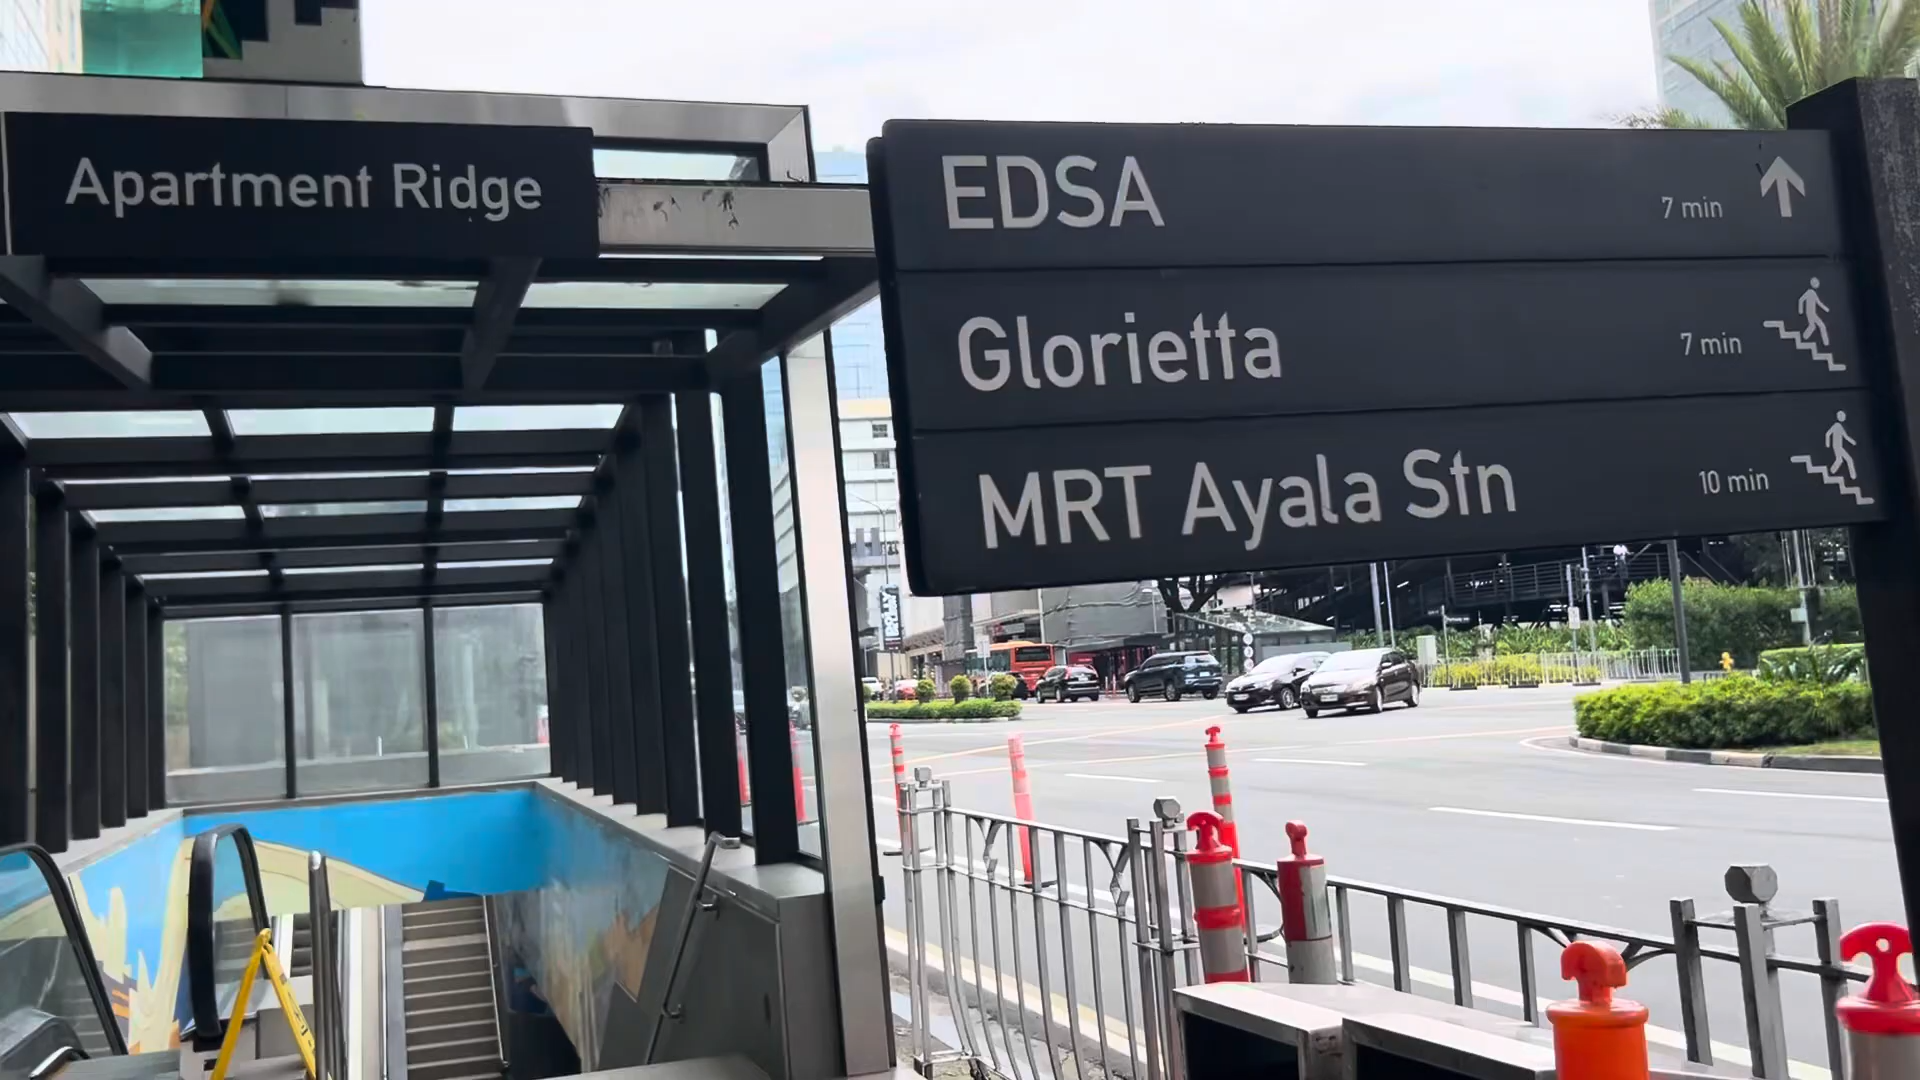 Apartment Ridge
EDSA
7 min
Glorietta
7 min
MRT Ayala Stn
10 min